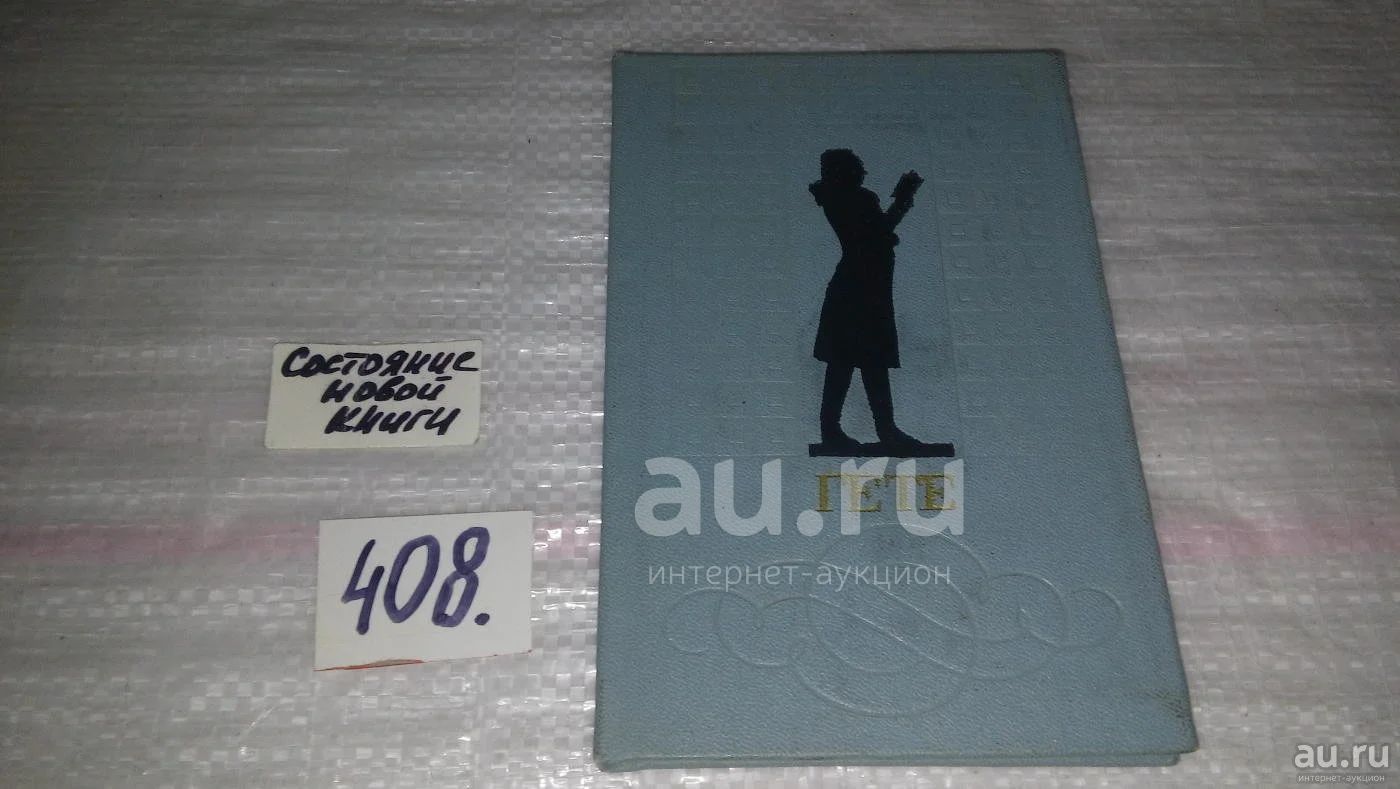 Состояние
новой
книги
408.
ГЕТЕ
au.ru
интернет-аукцион
au.ru
интернет-аукцион